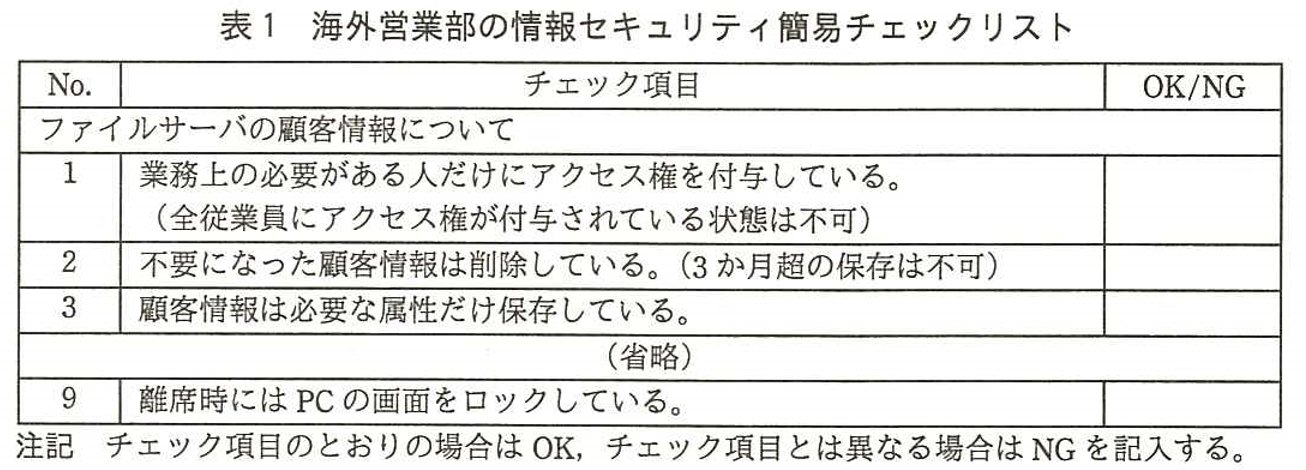 表1 海外営業部の情報セキュリティ簡易チェックリスト
No. チェック項目 OK/NG
ファイルサーバの顧客情報について
1 業務上の必要がある人だけにアクセス権を付与している。
（全従業員にアクセス権が付与されている状態は不可）
2 不要になった顧客情報は削除している。（3か月超の保存は不可）
3 顧客情報は必要な属性だけ保存している。
（省略）
9 離席時にはPCの画面をロックしている。
注記 チェック項目のとおりの場合はOK，チェック項目とは異なる場合はNGを記入する。